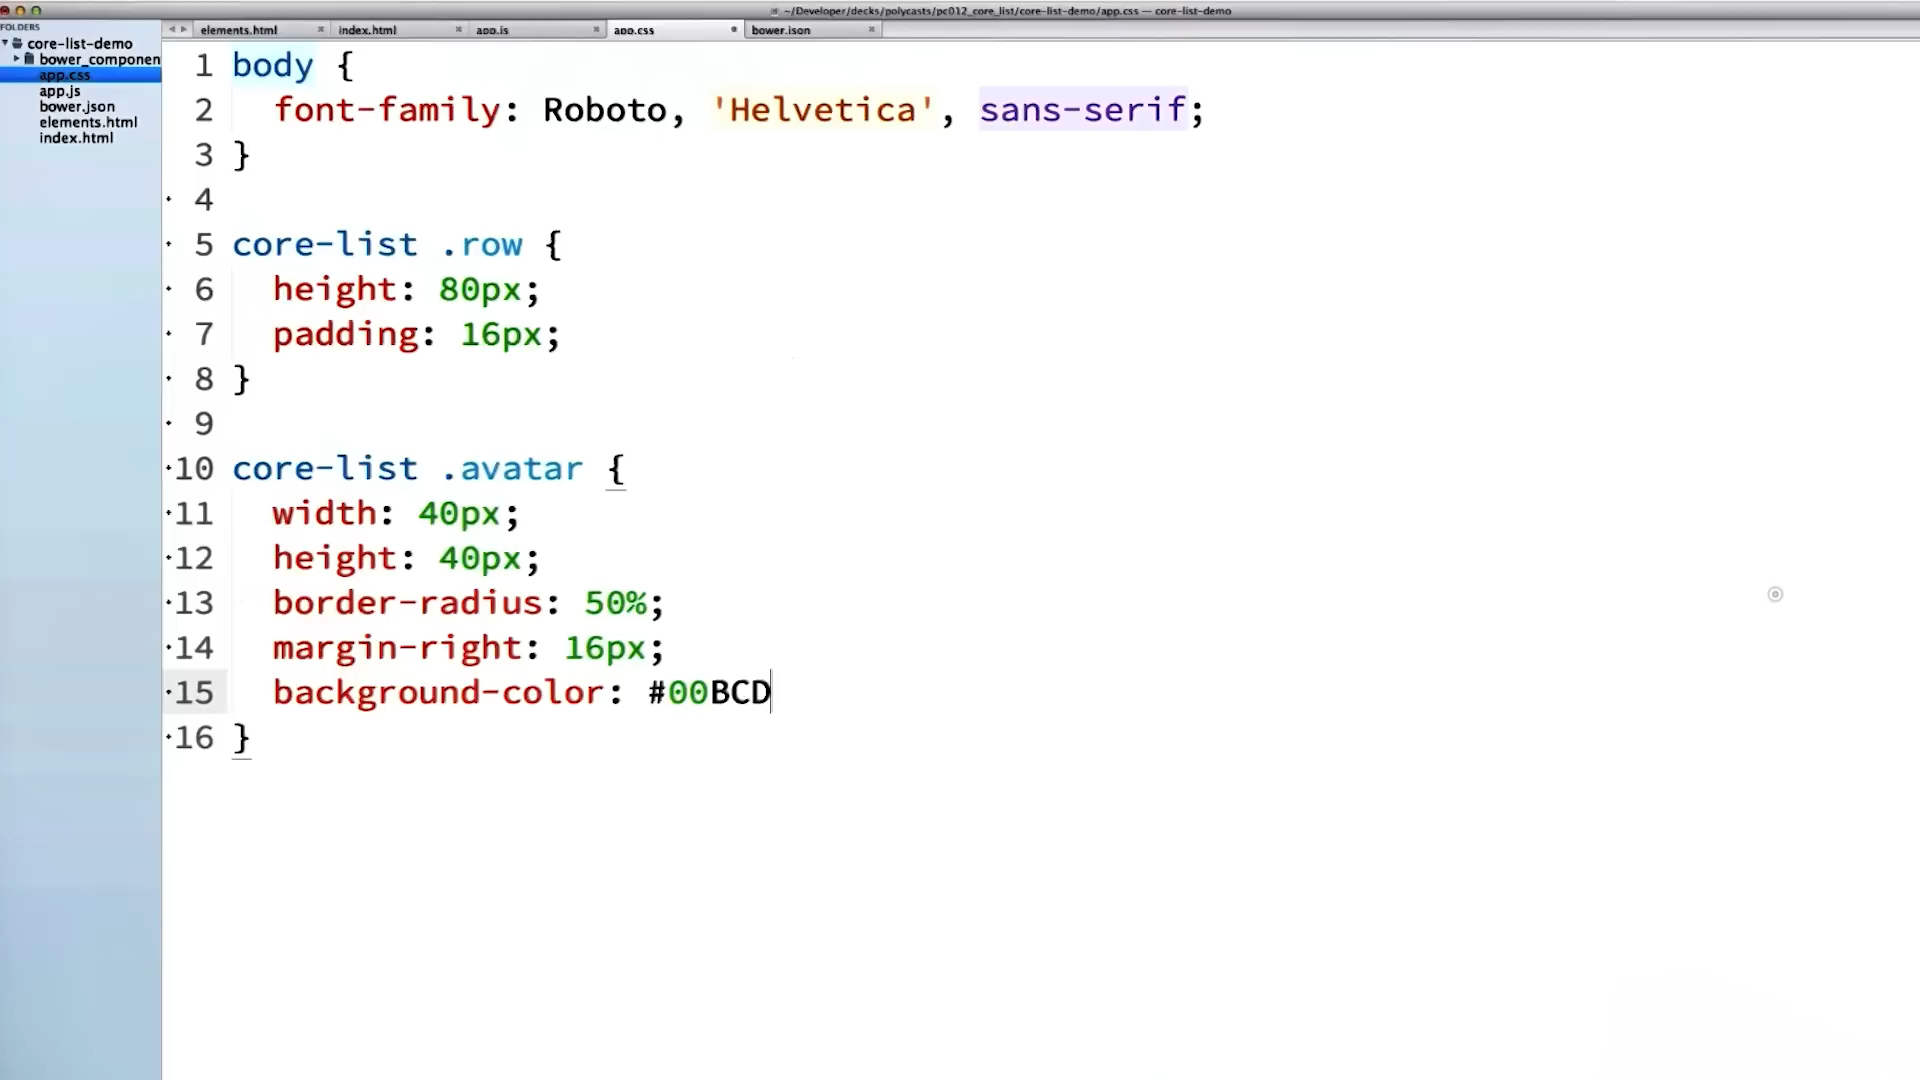 ~/Developer/decks/polycasts/pc012_core_list/core-list-demo/app.css — core-list-demo
FOLDERS
core-list-demo
bower_componen
app.css
app.js
bower.json
elements.html
index.html
elements.html
index.html
app.js
app.css
bower.json
1 body {
2 font-family: Roboto, 'Helvetica', sans-serif;
3 }
4
5 core-list .row {
6 height: 80px;
7 padding: 16px;
8 }
9
10 core-list .avatar {
11 width: 40px;
12 height: 40px;
13 border-radius: 50%;
14 margin-right: 16px;
15 background-color: #00BCD
16 }